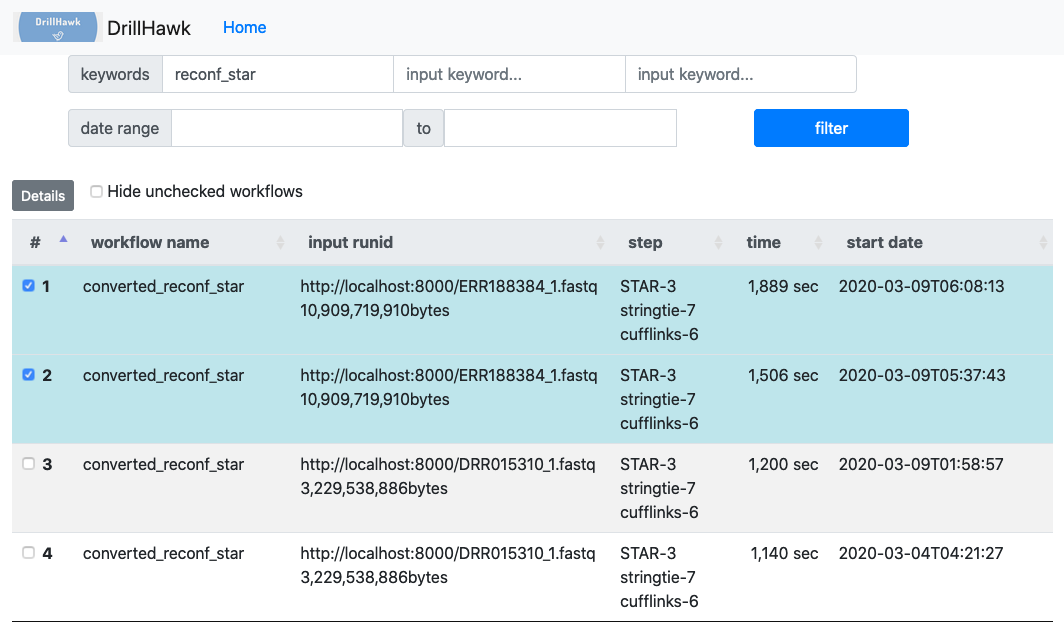 DrillHawk DrillHawk Home
keywords reconf_star input keyword... input keyword...
date range to filter
Details Hide unchecked workflows
# workflow name input runid step time start date
1 converted_reconf_star http://localhost:8000/ERR188384_1.fastq STAR-3 1,889 sec 2020-03-09T06:08:13
10,909,719,910bytes stringtie-7
cufflinks-6
2 converted_reconf_star http://localhost:8000/ERR188384_1.fastq STAR-3 1,506 sec 2020-03-09T05:37:43
10,909,719,910bytes stringtie-7
cufflinks-6
3 converted_reconf_star http://localhost:8000/DRR015310_1.fastq STAR-3 1,200 sec 2020-03-09T01:58:57
3,229,538,886bytes stringtie-7
cufflinks-6
4 converted_reconf_star http://localhost:8000/DRR015310_1.fastq STAR-3 1,140 sec 2020-03-04T04:21:27
3,229,538,886bytes stringtie-7
cufflinks-6